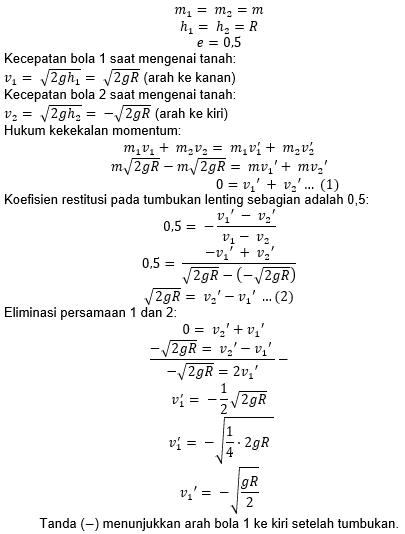 m₁ = m₂ = m
h₁ = h₂ = R
e = 0,5
Kecepatan bola 1 saat mengenai tanah:
v₁ = √(2gh₁) = √(2gR) (arah ke kanan)
Kecepatan bola 2 saat mengenai tanah:
v₂ = √(2gh₂) = −√(2gR) (arah ke kiri)
Hukum kekekalan momentum:
m₁v₁ + m₂v₂ = m₁v₁′ + m₂v₂′
m√(2gR) − m√(2gR) = mv₁′ + mv₂′
0 = v₁′ + v₂′ … (1)
Koefisien restitusi pada tumbukan lenting sebagian adalah 0,5:
0,5 = −(v₁′ − v₂′)/(v₁ − v₂)
0,5 = (−v₁′ + v₂′)/(√(2gR) − (−√(2gR)))
√(2gR) = v₂′ − v₁′ … (2)
Eliminasi persamaan 1 dan 2:
0 = v₂′ + v₁′
−√(2gR) = v₂′ − v₁′ −
−√(2gR) = 2v₁′
v₁′ = −1/2 √(2gR)
v₁′ = −√(1/4 · 2gR)
v₁′ = −√(gR/2)
Tanda (−) menunjukkan arah bola 1 ke kiri setelah tumbukan.